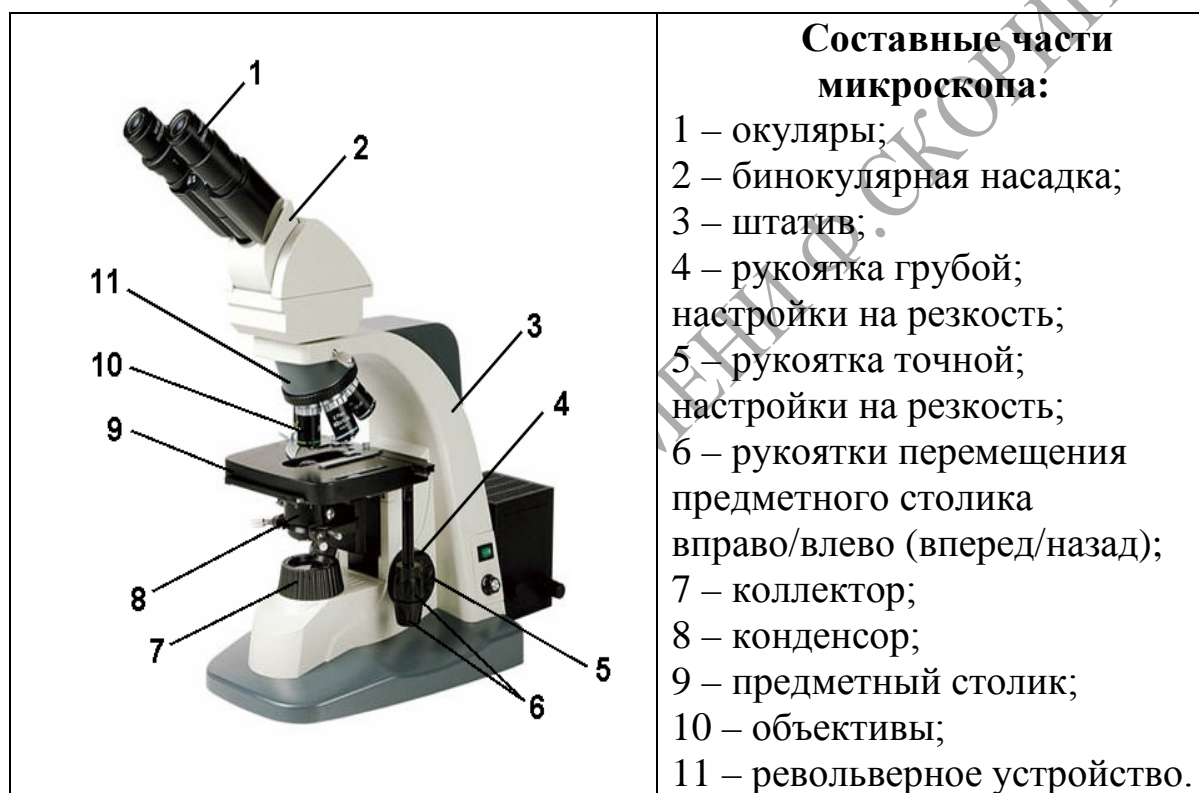 Составные части
микроскопа:
1 – окуляры;
2 – бинокулярная насадка;
3 – штатив;
4 – рукоятка грубой;
настройки на резкость;
5 – рукоятка точной;
настройки на резкость;
6 – рукоятки перемещения
предметного столика
вправо/влево (вперед/назад);
7 – коллектор;
8 – конденсор;
9 – предметный столик;
10 – объективы;
11 – револьверное устройство.
1
2
11
3
10
4
9
8
7
5
6
МЕНИ Ф.СКОРИ